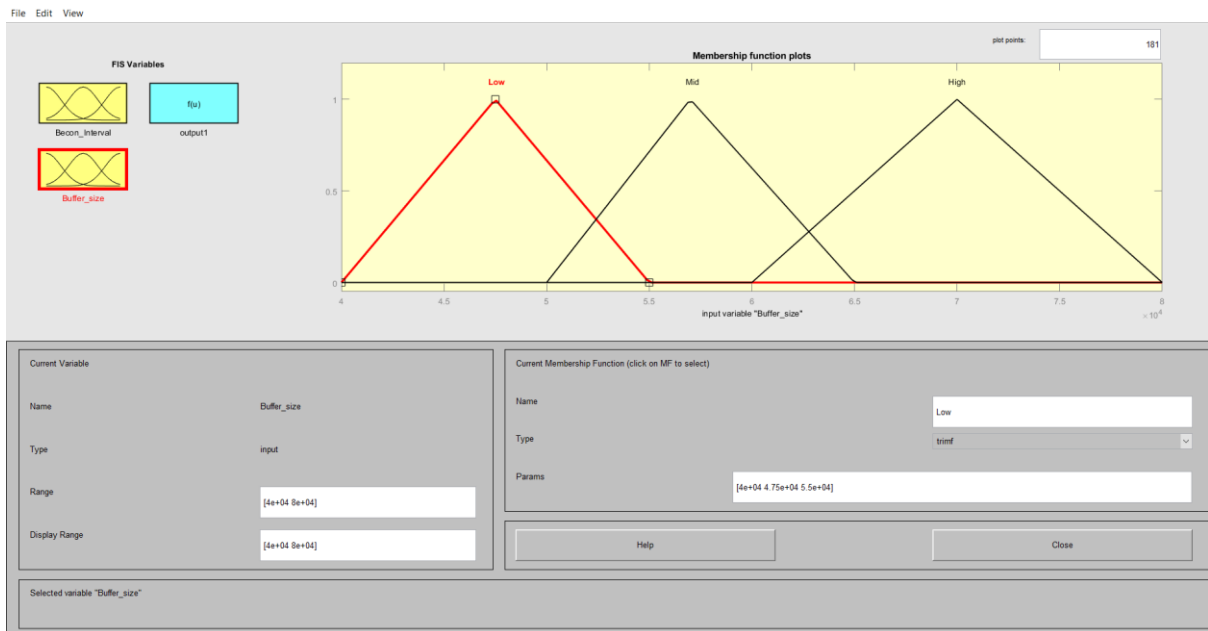 File Edit View
plot points: 181
FIS Variables
Membership function plots
f(u)
Becon_Interval output1
Buffer_size
Low Mid High
1
0.5
0
4 4.5 5 5.5 6 6.5 7 7.5 8
input variable "Buffer_size"
× 10^4
Current Variable
Name Buffer_size
Type input
Range [4e+04 8e+04]
Display Range [4e+04 8e+04]
Current Membership Function (click on MF to select)
Name Low
Type trimf
Params [4e+04 4.75e+04 5.5e+04]
Help Close
Selected variable "Buffer_size"